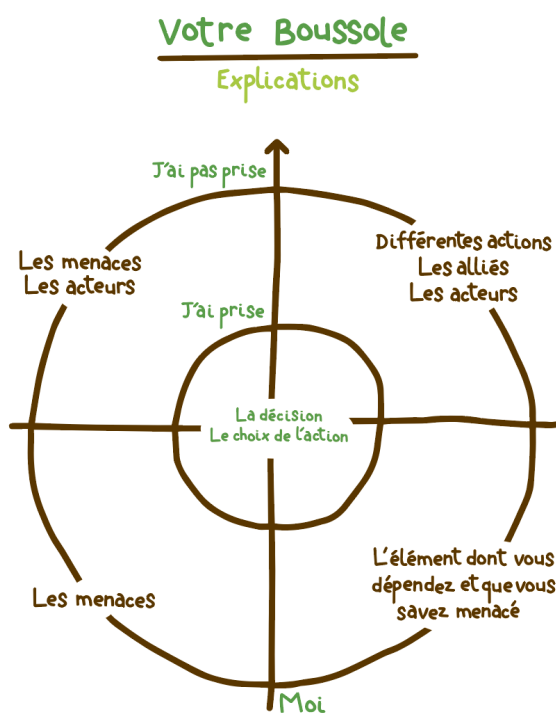 Votre Boussole
Explications
J'ai pas prise
Les menaces
Les acteurs
Différentes actions
Les alliés
Les acteurs
J'ai prise
La décision
Le choix de l'action
Les menaces
L'élément dont vous
dépendez et que vous
savez menacé
Moi